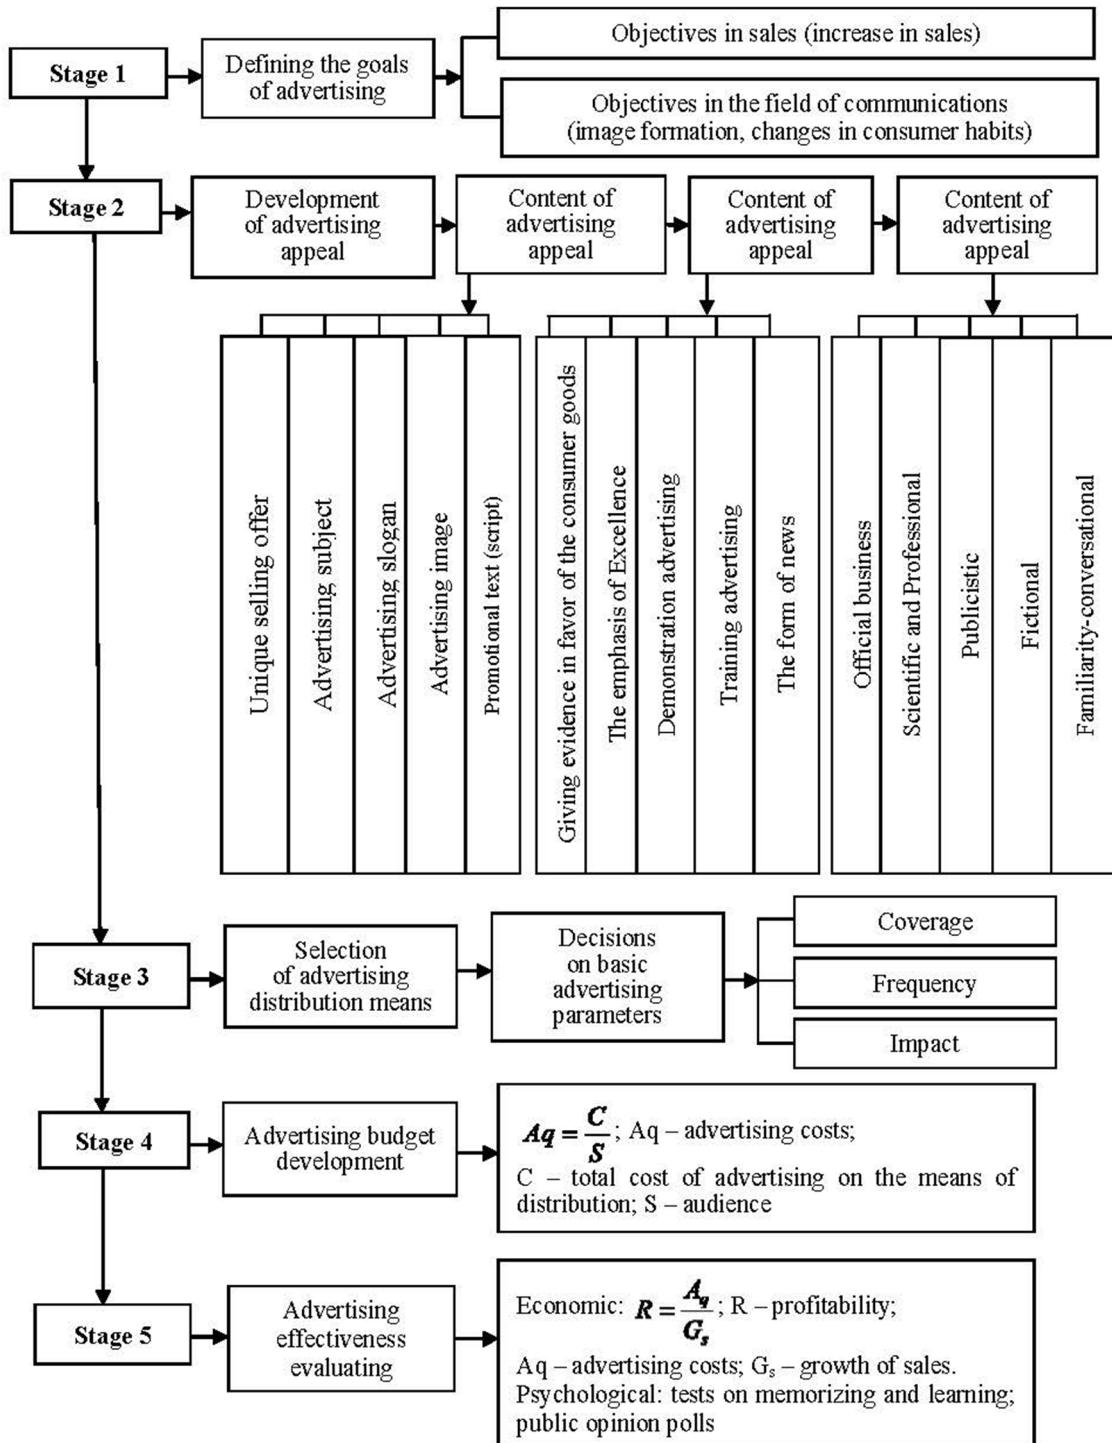 Stage 1
Defining the goals
of advertising
Objectives in sales (increase in sales)
Objectives in the field of communications
(image formation, changes in consumer habits)
Stage 2
Development
of advertising
appeal
Content of
advertising
appeal
Content of
advertising
appeal
Content of
advertising
appeal
Unique selling offer
Advertising subject
Advertising slogan
Advertising image
Promotional text (script)
Giving evidence in favor of the consumer goods
The emphasis of Excellence
Demonstration advertising
Training advertising
The form of news
Official business
Scientific and Professional
Publicistic
Fictional
Familiarity-conversational
Stage 3
Selection
of advertising
distribution means
Decisions
on basic
advertising
parameters
Coverage
Frequency
Impact
Stage 4
Advertising budget
development
Aq = C/S; Aq – advertising costs;
C – total cost of advertising on the means of
distribution; S – audience
Stage 5
Advertising
effectiveness
evaluating
Economic: R = A_q/G_s; R – profitability;
Aq – advertising costs; G_s – growth of sales.
Psychological: tests on memorizing and learning;
public opinion polls